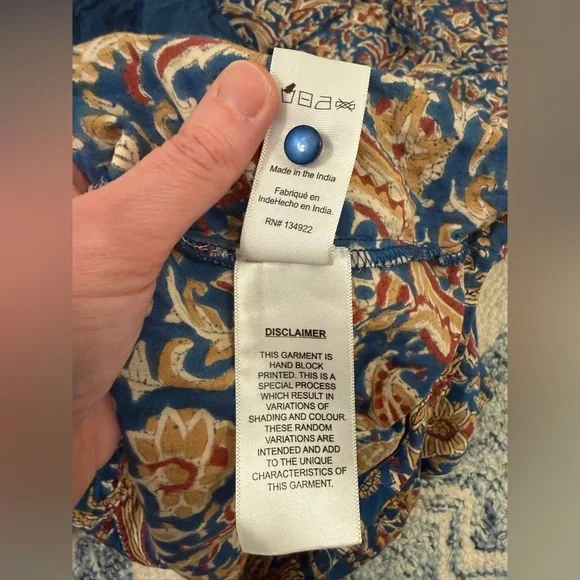 Made in the India
Fabriqué en
IndeHecho en India.
RN# 134922
DISCLAIMER
THIS GARMENT IS
HAND BLOCK
PRINTED. THIS IS A
SPECIAL PROCESS
WHICH RESULT IN
VARIATIONS OF
SHADING AND COLOUR.
THESE RANDOM
VARIATIONS ARE
INTENDED AND ADD
TO THE UNIQUE
CHARACTERISTICS OF
THIS GARMENT.